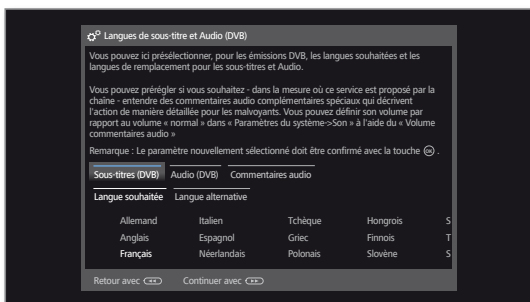 Langues de sous-titre et Audio (DVB)
Vous pouvez ici présélectionner, pour les émissions DVB, les langues souhaitées et les
langues de remplacement pour les sous-titres et Audio.
Vous pouvez prérégler si vous souhaitez - dans la mesure où ce service est proposé par la
chaîne - entendre des commentaires audio complémentaires spéciaux qui décrivent
l'action de manière détaillée pour les malvoyants. Vous pouvez définir son volume par
rapport au volume « normal » dans « Paramètres du système->Son » à l'aide du « Volume
commentaires audio »
Remarque : Le paramètre nouvellement sélectionné doit être confirmé avec la touche OK .
Sous-titres (DVB) Audio (DVB) Commentaires audio
Langue souhaitée Langue alternative
Allemand Italien Tchèque Hongrois S
Anglais Espagnol Griec Finnois T
Français Néerlandais Polonais Slovène S
Retour avec Continuer avec